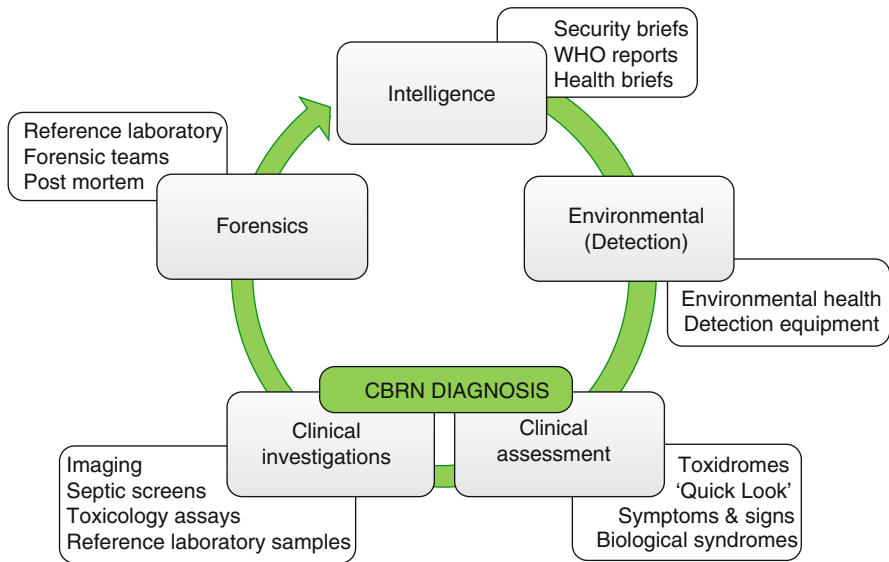 Security briefs
WHO reports
Health briefs
Intelligence
Reference laboratory
Forensic teams
Post mortem
Forensics
Environmental
(Detection)
Environmental health
Detection equipment
CBRN DIAGNOSIS
Clinical
investigations
Clinical
assessment
Imaging
Septic screens
Toxicology assays
Reference laboratory samples
Toxidromes
‘Quick Look’
Symptoms & signs
Biological syndromes